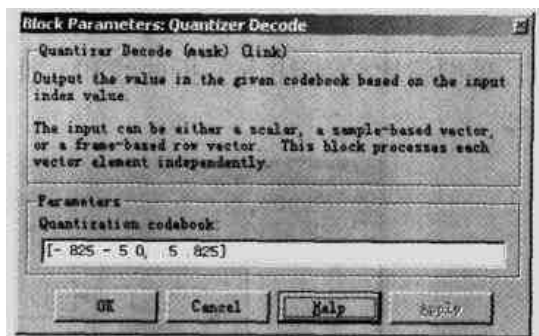 Block Parameters: Quantizer Decode
Quantizer Decode (mask) (link)
Output the value in the given codebook based on the input
index value.
The input can be either a scalar, a sample-based vector,
or a frame-based row vector. This block processes each
vector element independently.
Parameters
Quantization codebook:
[- 825 - 5 0, 5 825]
OK
Cancel
Help
Apply